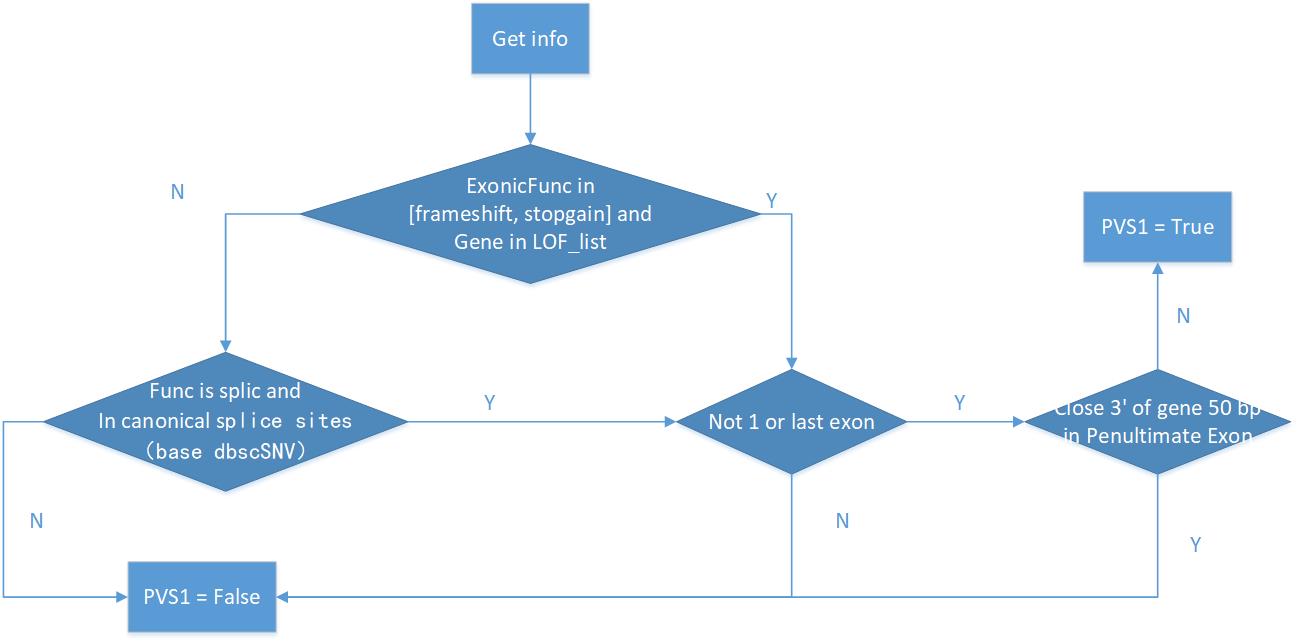 Get info
N
ExonicFunc in
[frameshift, stopgain] and
Gene in LOF_list
Y
PVS1 = True
N
Func is splic and
In canonical splice sites
（base dbscSNV）
Y
Not 1 or last exon
Y
Close 3' of gene 50 bp
in Penultimate Exon
N
N
Y
PVS1 = False